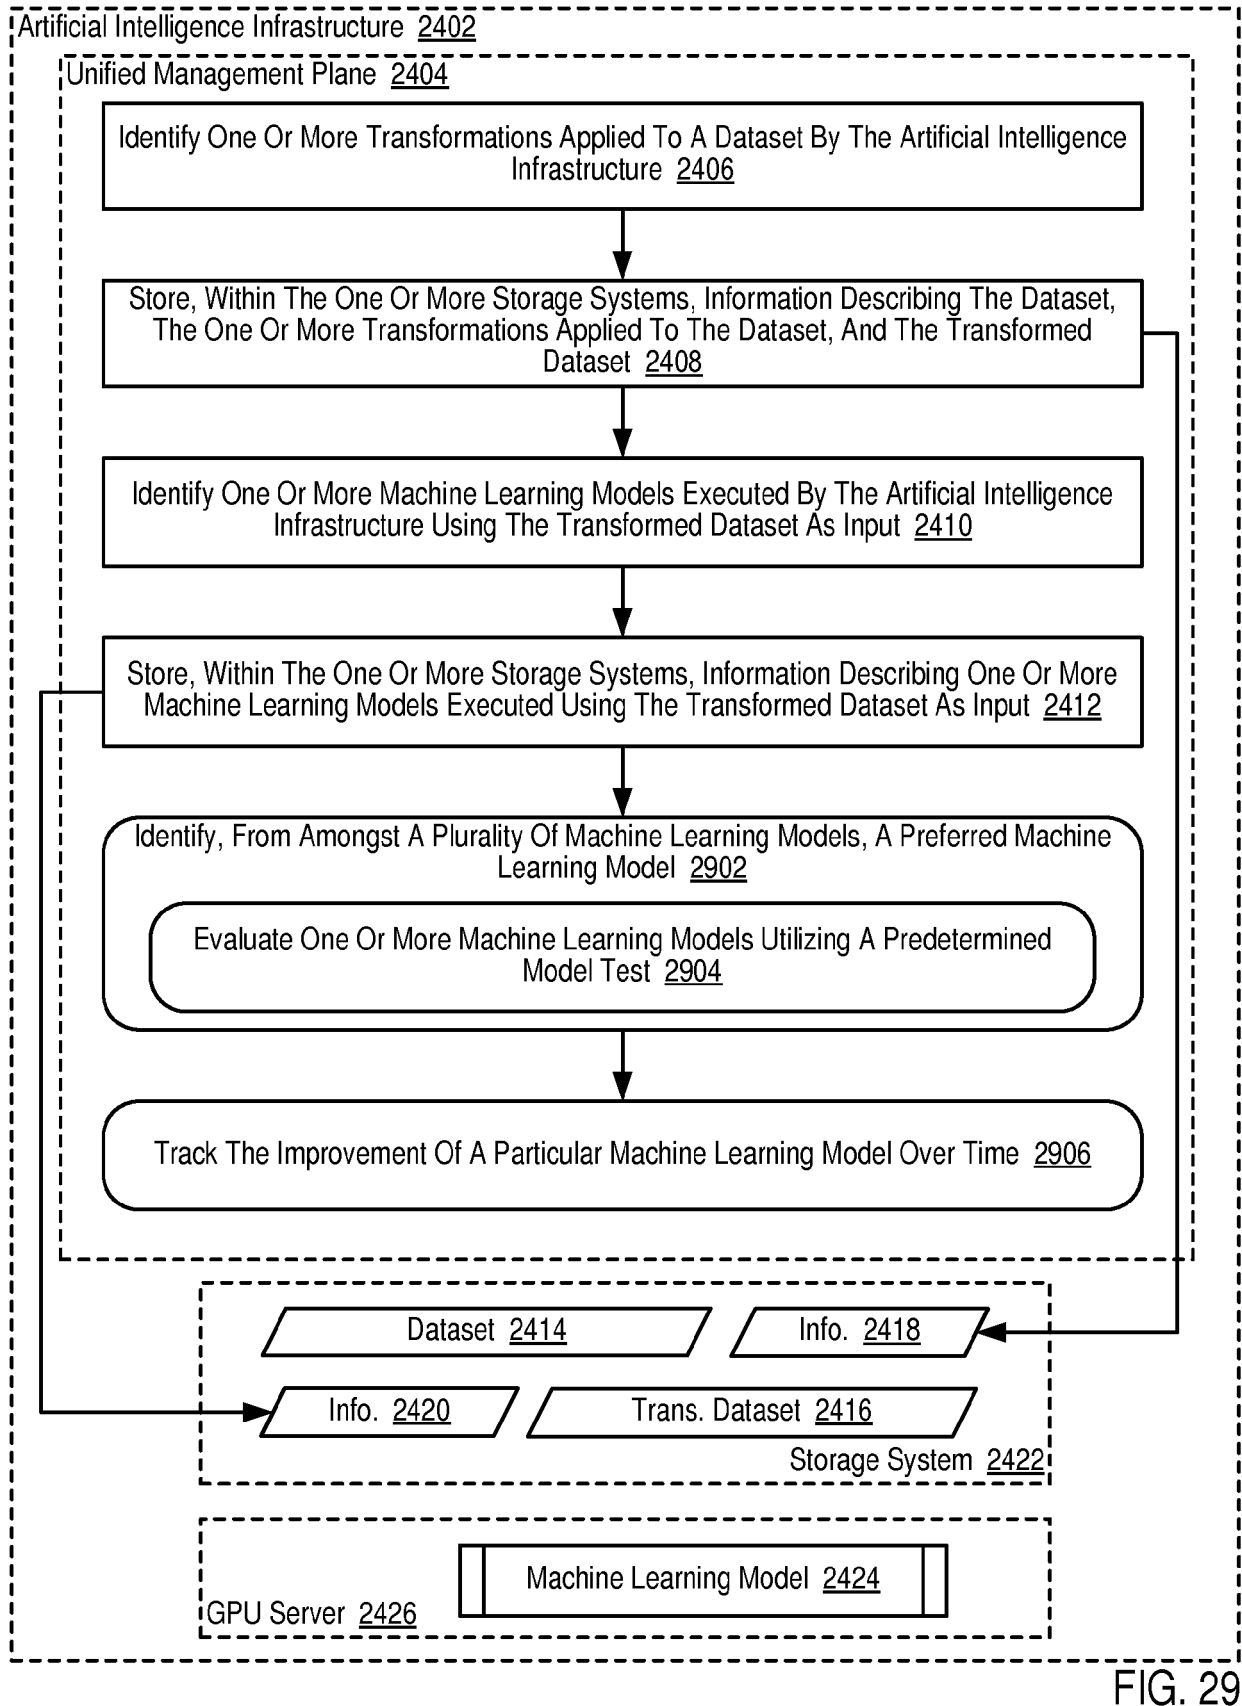 Artificial Intelligence Infrastructure 2402
Unified Management Plane 2404
Identify One Or More Transformations Applied To A Dataset By The Artificial Intelligence
Infrastructure 2406
Store, Within The One Or More Storage Systems, Information Describing The Dataset,
The One Or More Transformations Applied To The Dataset, And The Transformed
Dataset 2408
Identify One Or More Machine Learning Models Executed By The Artificial Intelligence
Infrastructure Using The Transformed Dataset As Input 2410
Store, Within The One Or More Storage Systems, Information Describing One Or More
Machine Learning Models Executed Using The Transformed Dataset As Input 2412
Identify, From Amongst A Plurality Of Machine Learning Models, A Preferred Machine
Learning Model 2902
Evaluate One Or More Machine Learning Models Utilizing A Predetermined
Model Test 2904
Track The Improvement Of A Particular Machine Learning Model Over Time 2906
Dataset 2414
Info. 2418
Info. 2420
Trans. Dataset 2416
Storage System 2422
Machine Learning Model 2424
GPU Server 2426
FIG. 29